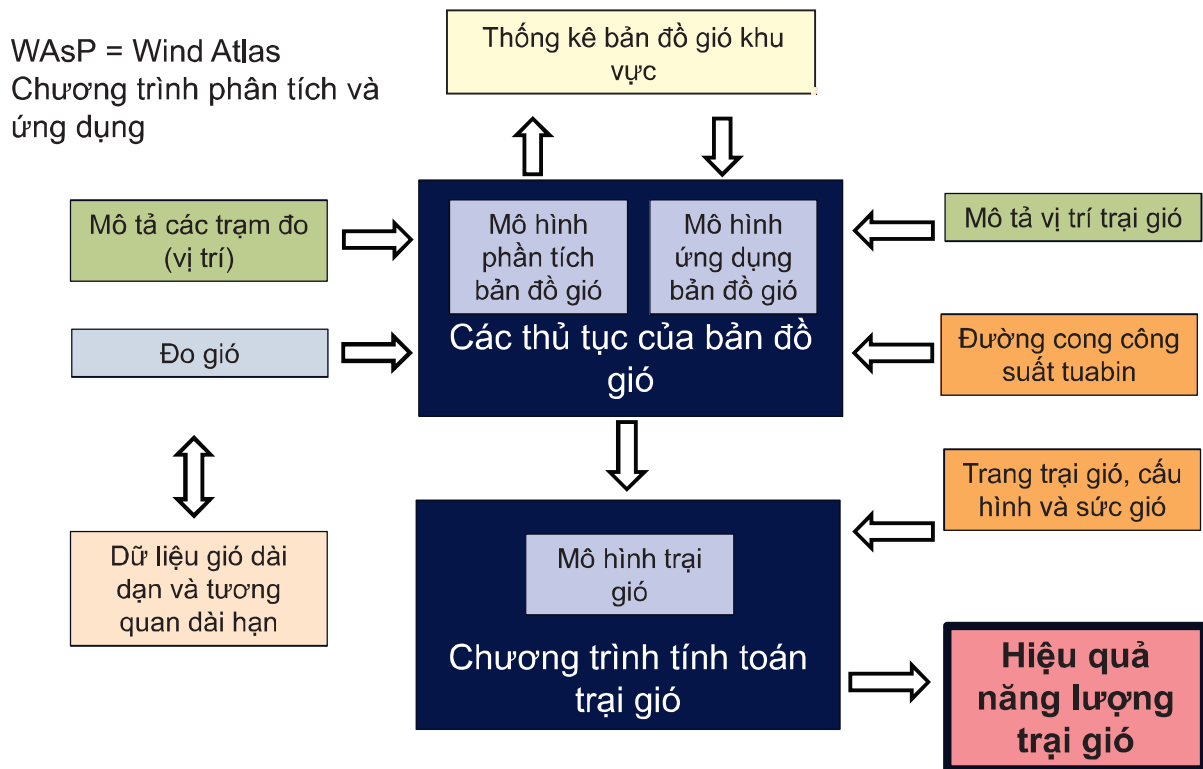 WAsP = Wind Atlas
Chương trình phân tích và
ứng dụng
Thống kê bản đồ gió khu
vực
Mô tả các trạm đo
(vị trí)
Mô hình
phần tích
bản đồ gió
Mô hình
ứng dụng
bản đồ gió
Mô tả vị trí trại gió
Đo gió
Các thủ tục của bản đồ
gió
Đường cong công
suất tuabin
Trang trại gió, cấu
hình và sức gió
Dữ liệu gió dài
dạn và tương
quan dài hạn
Mô hình trại
gió
Chương trình tính toán
trại gió
Hiệu quả
năng lượng
trại gió